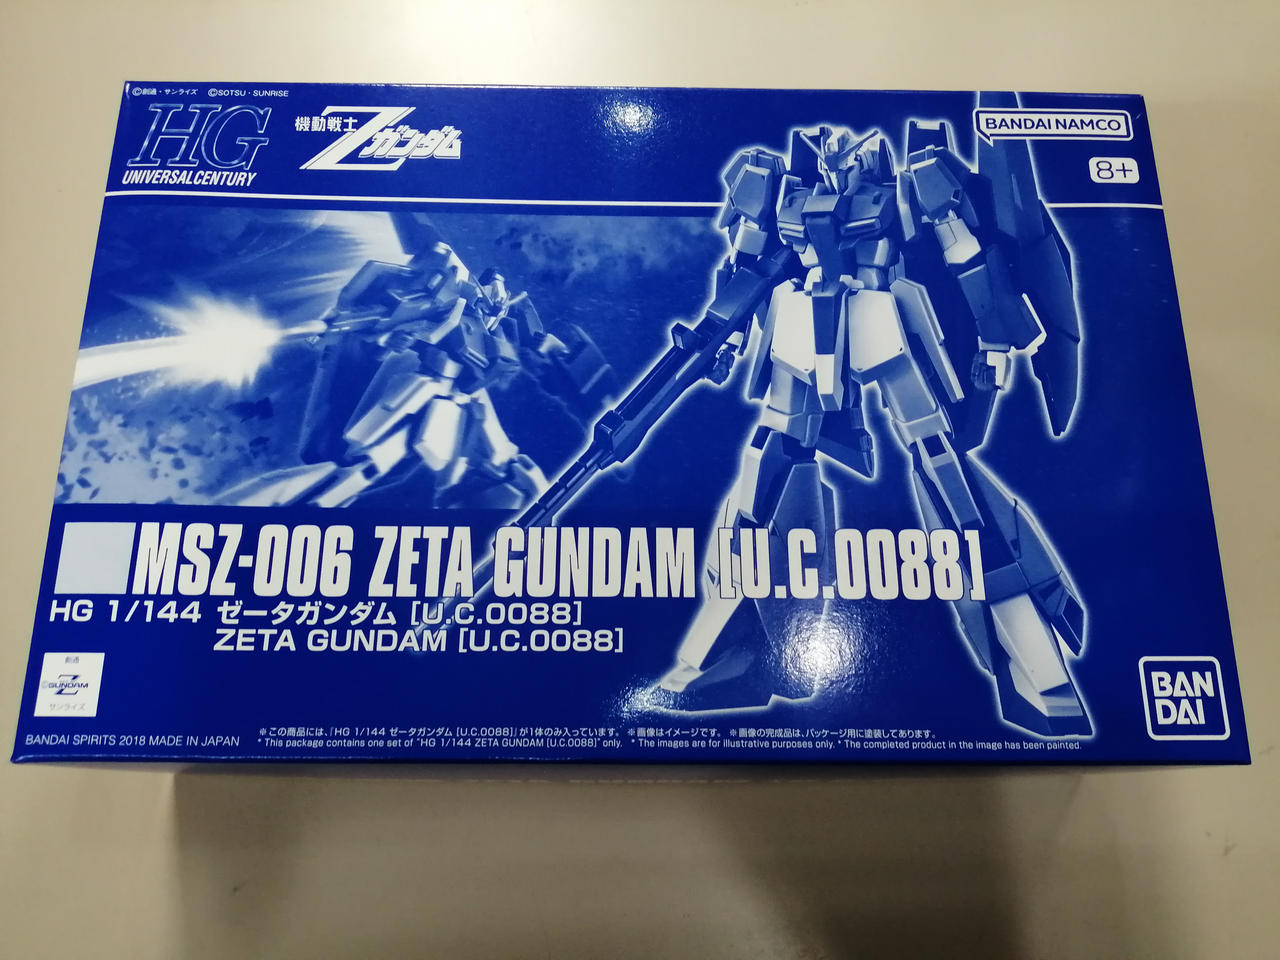 ©創通・サンライズ ©SOTSU・SUNRISE
HG
UNIVERSALCENTURY
機動戦士
Zガンダム
BANDAI NAMCO
8+
MSZ-006 ZETA GUNDAM [U.C.0088]
HG 1/144 ゼータガンダム [U.C.0088]
ZETA GUNDAM [U.C.0088]
創通
Z
©GUNDAM
サンライズ
BAN
DAI
※この商品には、「HG 1/144 ゼータガンダム [U.C.0088]」が1体のみ入っています。 ※画像はイメージです。 ※画像の完成品は、パッケージ用に塗装してあります。
BANDAI SPIRITS 2018 MADE IN JAPAN
* This package contains one set of "HG 1/144 ZETA GUNDAM [U.C.0088]" only. * The images are for illustrative purposes only. * The completed product in the image has been painted.